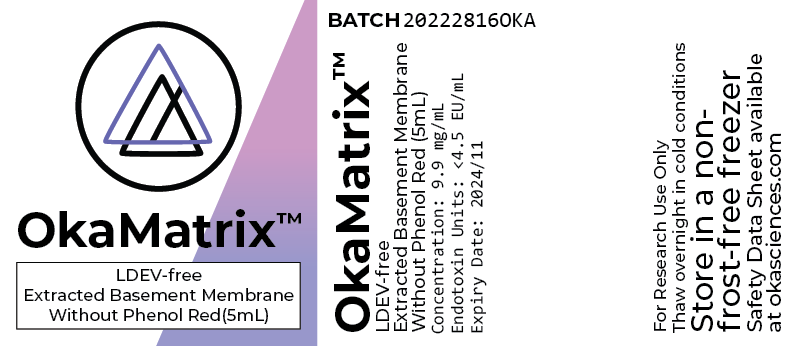 OkaMatrix™
LDEV-free
Extracted Basement Membrane
Without Phenol Red(5mL)
BATCH 20222816OKA
OkaMatrix™
LDEV-free
Extracted Basement Membrane
Without Phenol Red (5mL)
Concentration: 9.9 mg/mL
Endotoxin Units: <4.5 EU/mL
Expiry Date: 2024/11
For Research Use Only
Thaw overnight in cold conditions
Store in a non-
frost-free freezer
Safety Data Sheet available
at okasciences.com